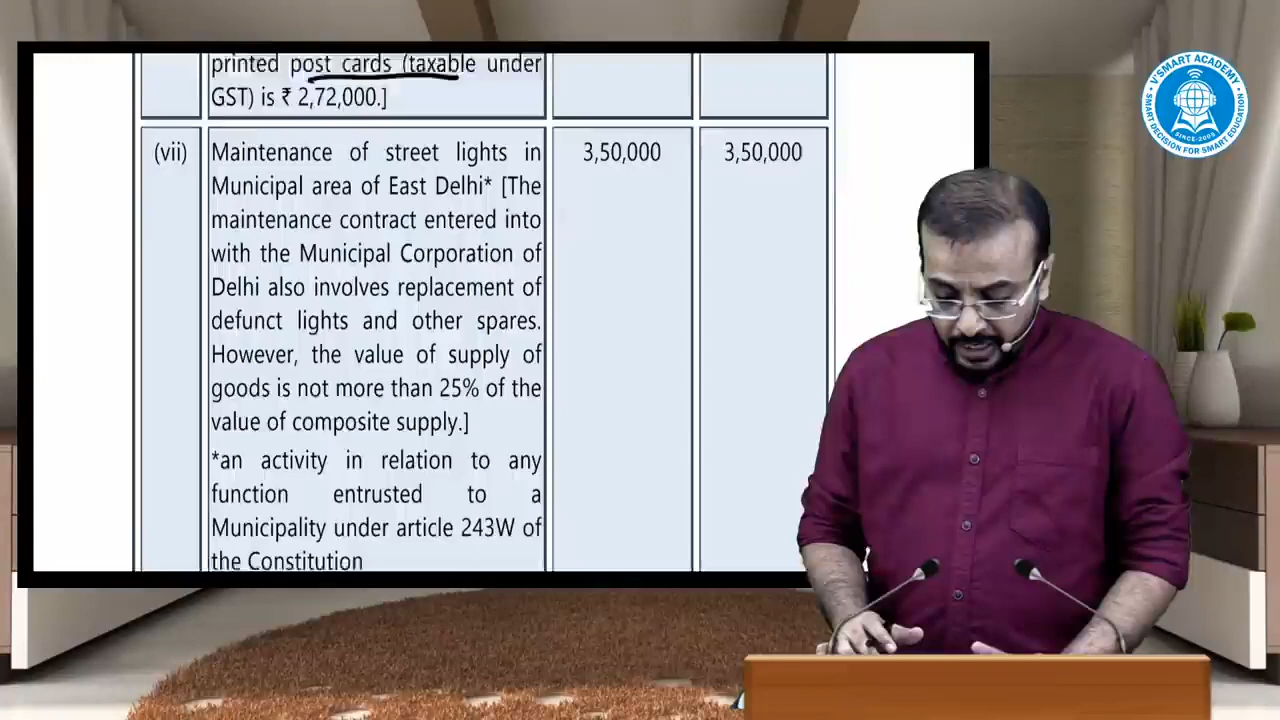 printed post cards (taxable under
GST) is ₹ 2,72,000.]
(vii) Maintenance of street lights in 3,50,000 3,50,000
Municipal area of East Delhi* [The
maintenance contract entered into
with the Municipal Corporation of
Delhi also involves replacement of
defunct lights and other spares.
However, the value of supply of
goods is not more than 25% of the
value of composite supply.]
*an activity in relation to any
function entrusted to a
Municipality under article 243W of
the Constitution
V'SMART ACADEMY
SINCE-2005
SMART DECISION FOR SMART EDUCATION